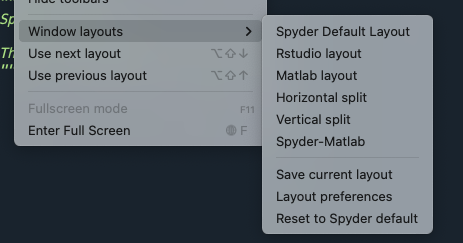 Hide toolbars
Sp
Window layouts
Th
Use next layout ⌥⇧↓
"""
Use previous layout ⌥⇧↑
Fullscreen mode F11
Enter Full Screen 🌐 F
Spyder Default Layout
Rstudio layout
Matlab layout
Horizontal split
Vertical split
Spyder-Matlab
Save current layout
Layout preferences
Reset to Spyder default